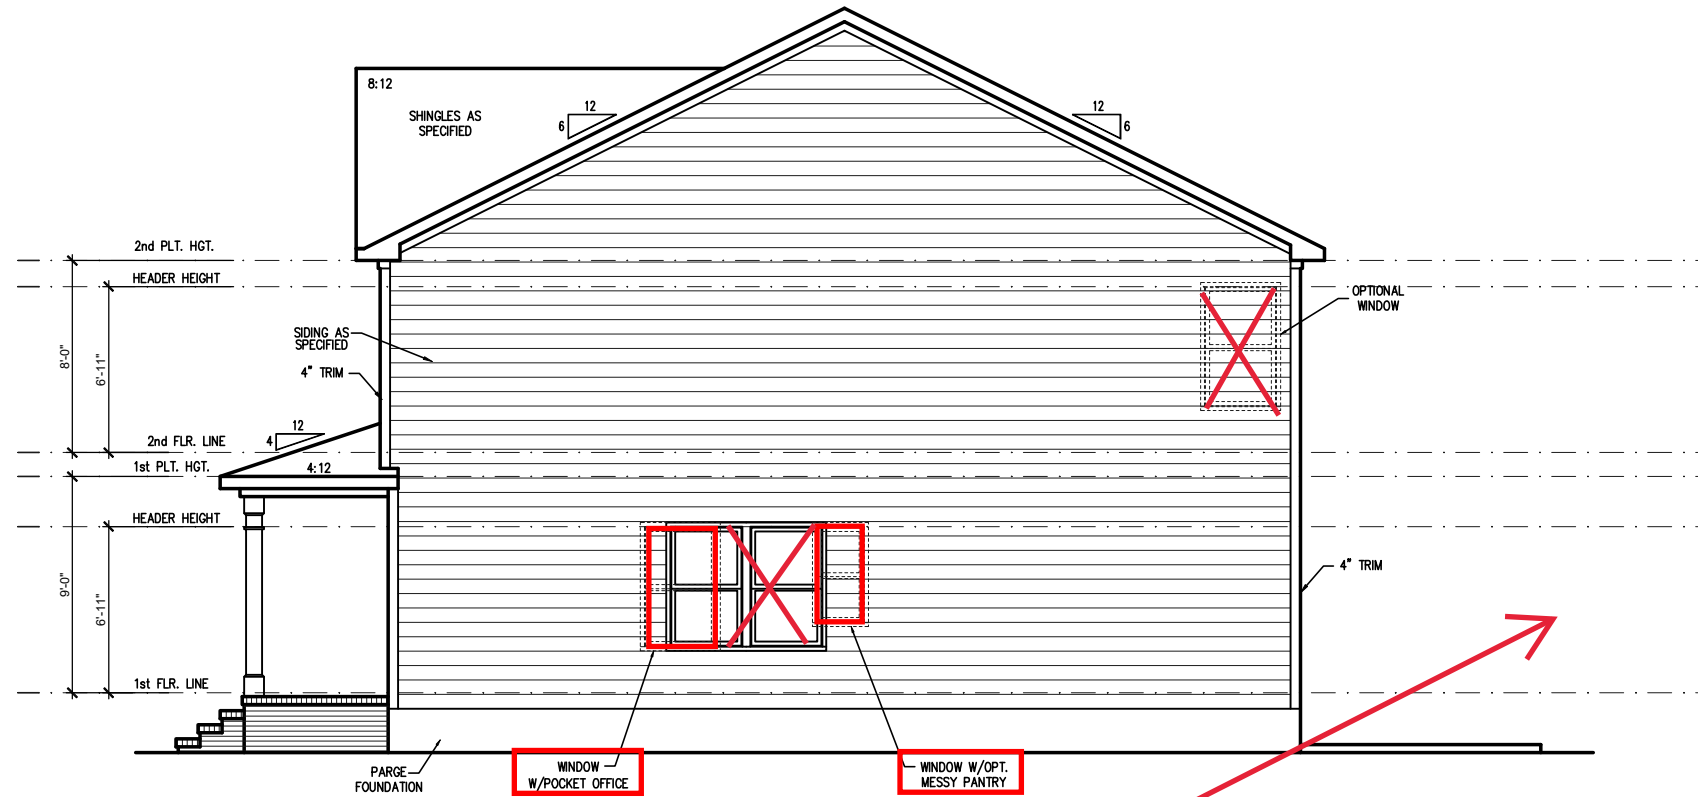 8:12
SHINGLES AS
SPECIFIED
12
6
12
6
2nd PLT. HGT.
HEADER HEIGHT
OPTIONAL
WINDOW
SIDING AS
SPECIFIED
8'-0"
6'-11"
4" TRIM
12
4
2nd FLR. LINE
1st PLT. HGT.
4:12
HEADER HEIGHT
4" TRIM
9'-0"
6'-11"
1st FLR. LINE
PARGE
FOUNDATION
WINDOW
W/POCKET OFFICE
WINDOW W/OPT.
MESSY PANTRY